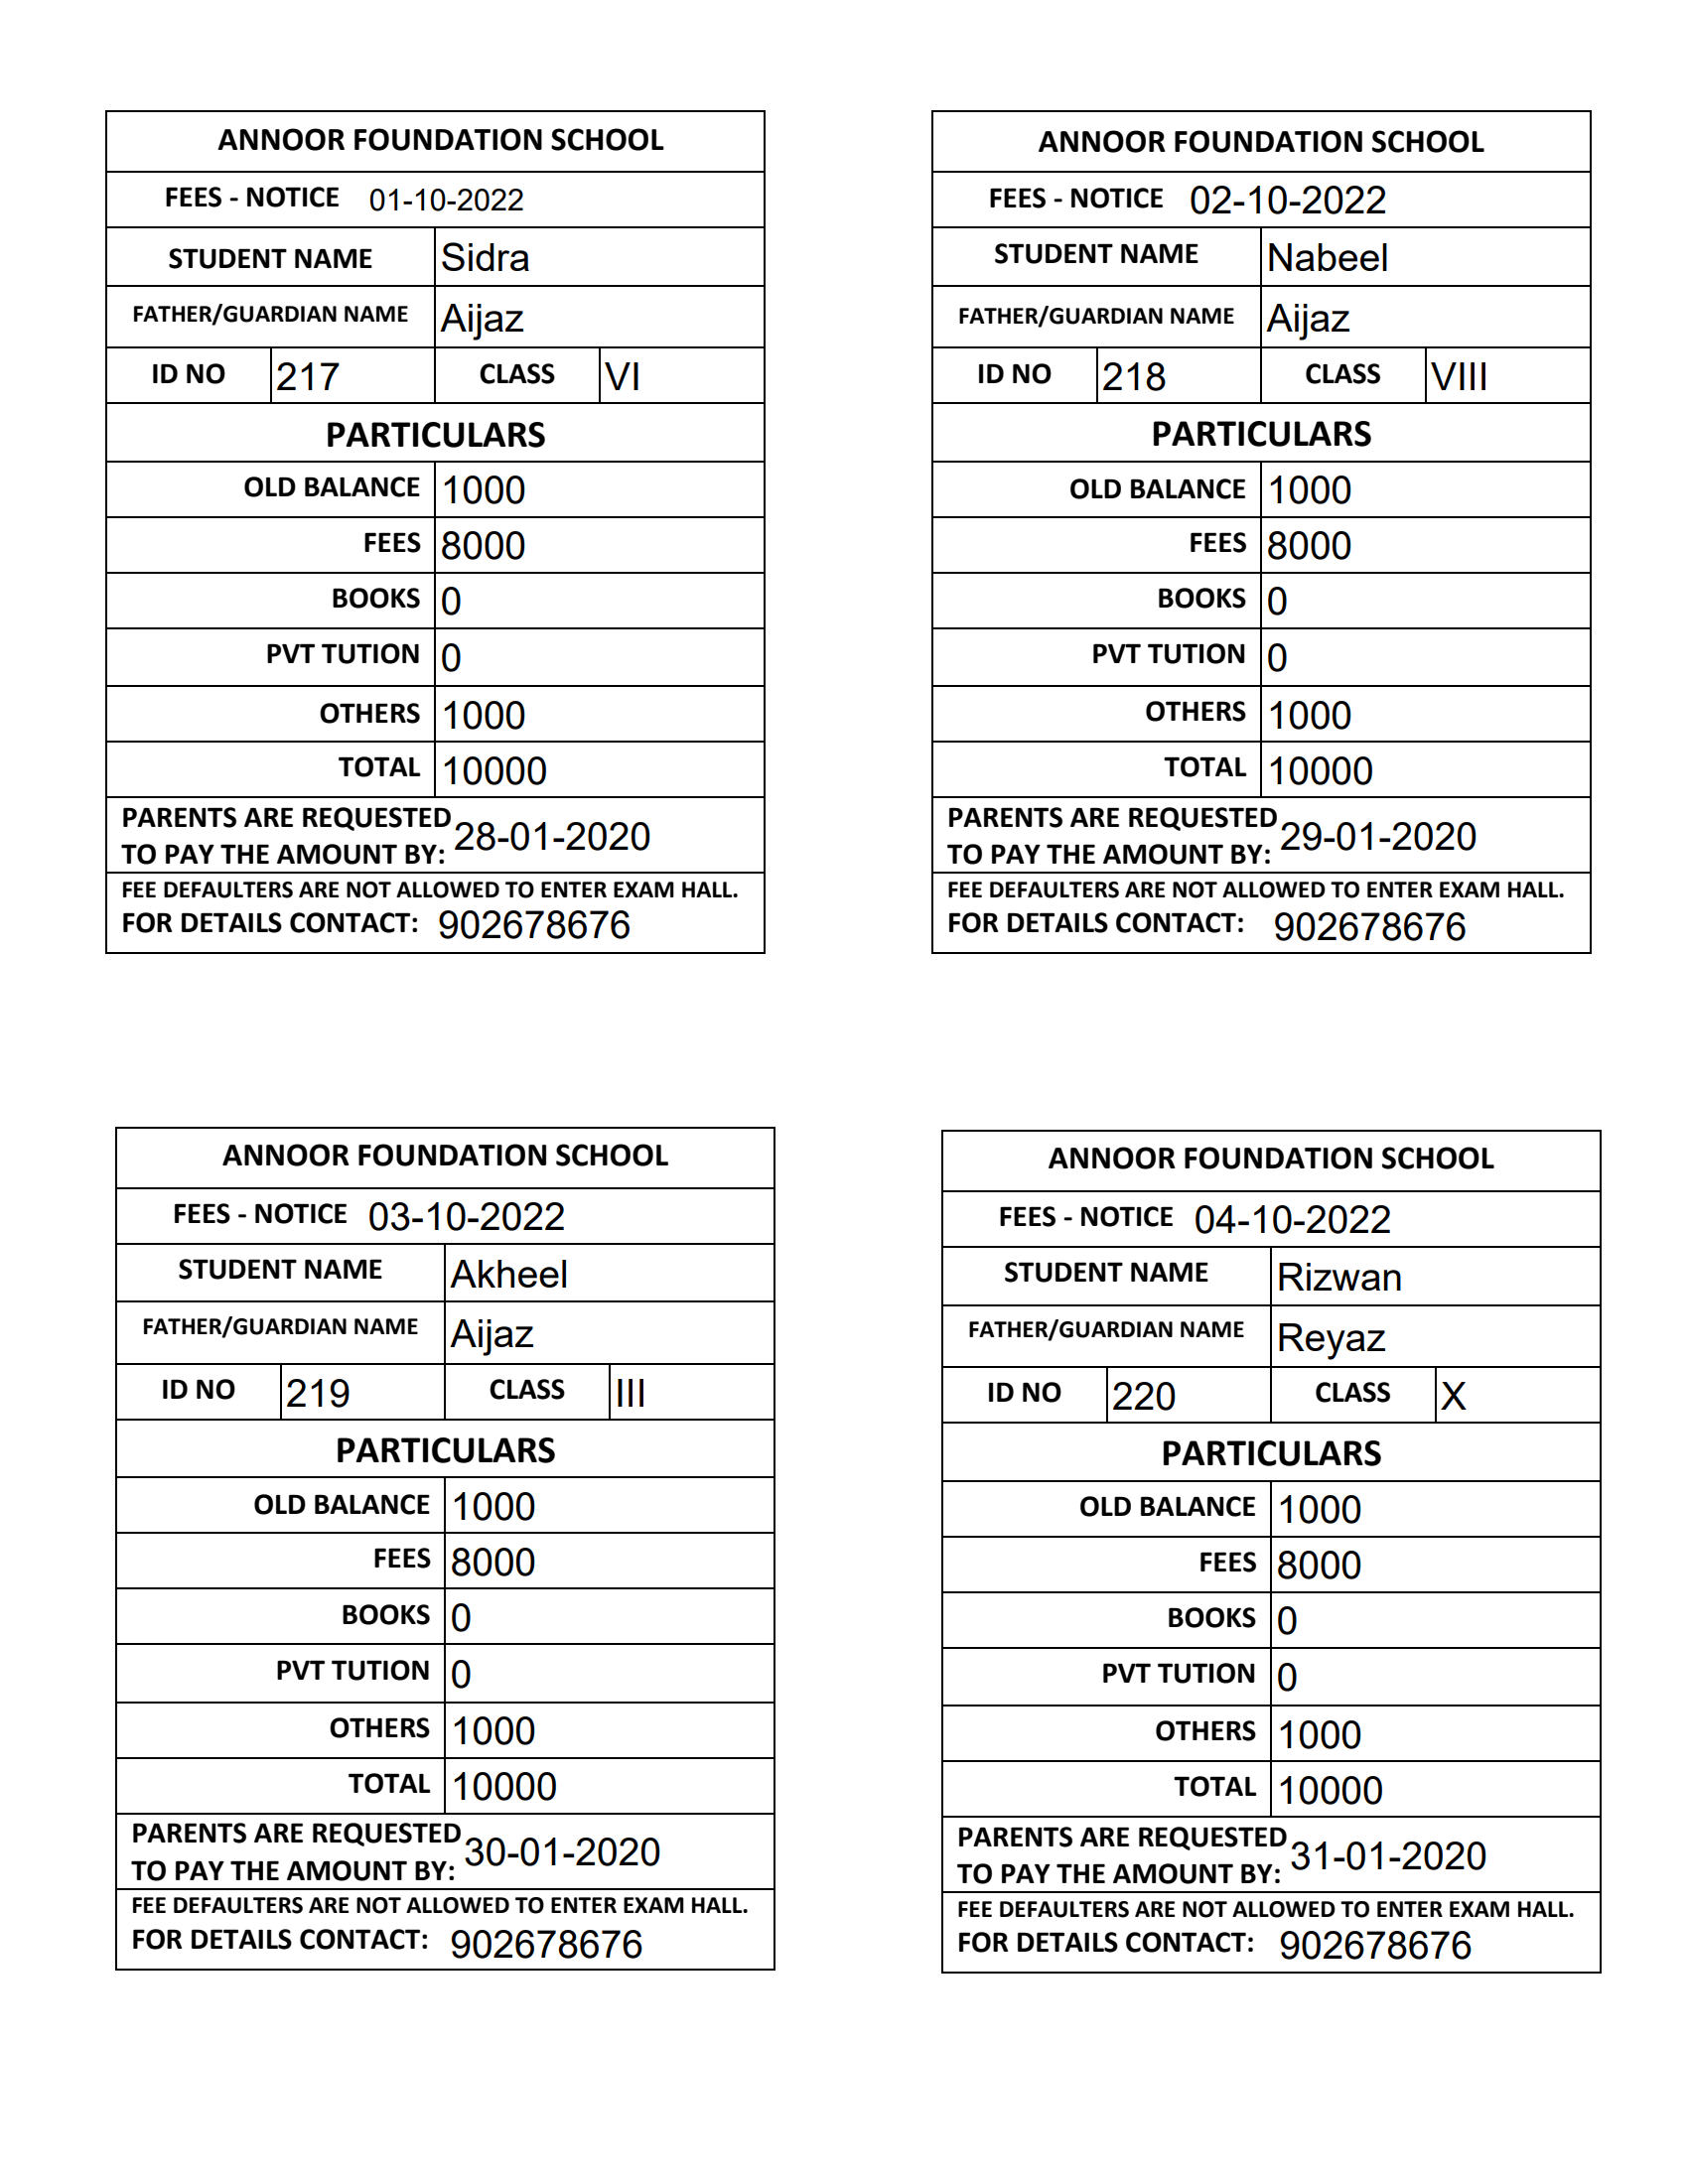 ANNOOR FOUNDATION SCHOOL
FEES - NOTICE 01-10-2022
STUDENT NAME Sidra
FATHER/GUARDIAN NAME Aijaz
ID NO 217 CLASS VI
PARTICULARS
OLD BALANCE 1000
FEES 8000
BOOKS 0
PVT TUTION 0
OTHERS 1000
TOTAL 10000
PARENTS ARE REQUESTED
TO PAY THE AMOUNT BY: 28-01-2020
FEE DEFAULTERS ARE NOT ALLOWED TO ENTER EXAM HALL.
FOR DETAILS CONTACT: 902678676
ANNOOR FOUNDATION SCHOOL
FEES - NOTICE 02-10-2022
STUDENT NAME Nabeel
FATHER/GUARDIAN NAME Aijaz
ID NO 218 CLASS VIII
PARTICULARS
OLD BALANCE 1000
FEES 8000
BOOKS 0
PVT TUTION 0
OTHERS 1000
TOTAL 10000
PARENTS ARE REQUESTED
TO PAY THE AMOUNT BY: 29-01-2020
FEE DEFAULTERS ARE NOT ALLOWED TO ENTER EXAM HALL.
FOR DETAILS CONTACT: 902678676
ANNOOR FOUNDATION SCHOOL
FEES - NOTICE 03-10-2022
STUDENT NAME Akheel
FATHER/GUARDIAN NAME Aijaz
ID NO 219 CLASS III
PARTICULARS
OLD BALANCE 1000
FEES 8000
BOOKS 0
PVT TUTION 0
OTHERS 1000
TOTAL 10000
PARENTS ARE REQUESTED
TO PAY THE AMOUNT BY: 30-01-2020
FEE DEFAULTERS ARE NOT ALLOWED TO ENTER EXAM HALL.
FOR DETAILS CONTACT: 902678676
ANNOOR FOUNDATION SCHOOL
FEES - NOTICE 04-10-2022
STUDENT NAME Rizwan
FATHER/GUARDIAN NAME Reyaz
ID NO 220 CLASS X
PARTICULARS
OLD BALANCE 1000
FEES 8000
BOOKS 0
PVT TUTION 0
OTHERS 1000
TOTAL 10000
PARENTS ARE REQUESTED
TO PAY THE AMOUNT BY: 31-01-2020
FEE DEFAULTERS ARE NOT ALLOWED TO ENTER EXAM HALL.
FOR DETAILS CONTACT: 902678676